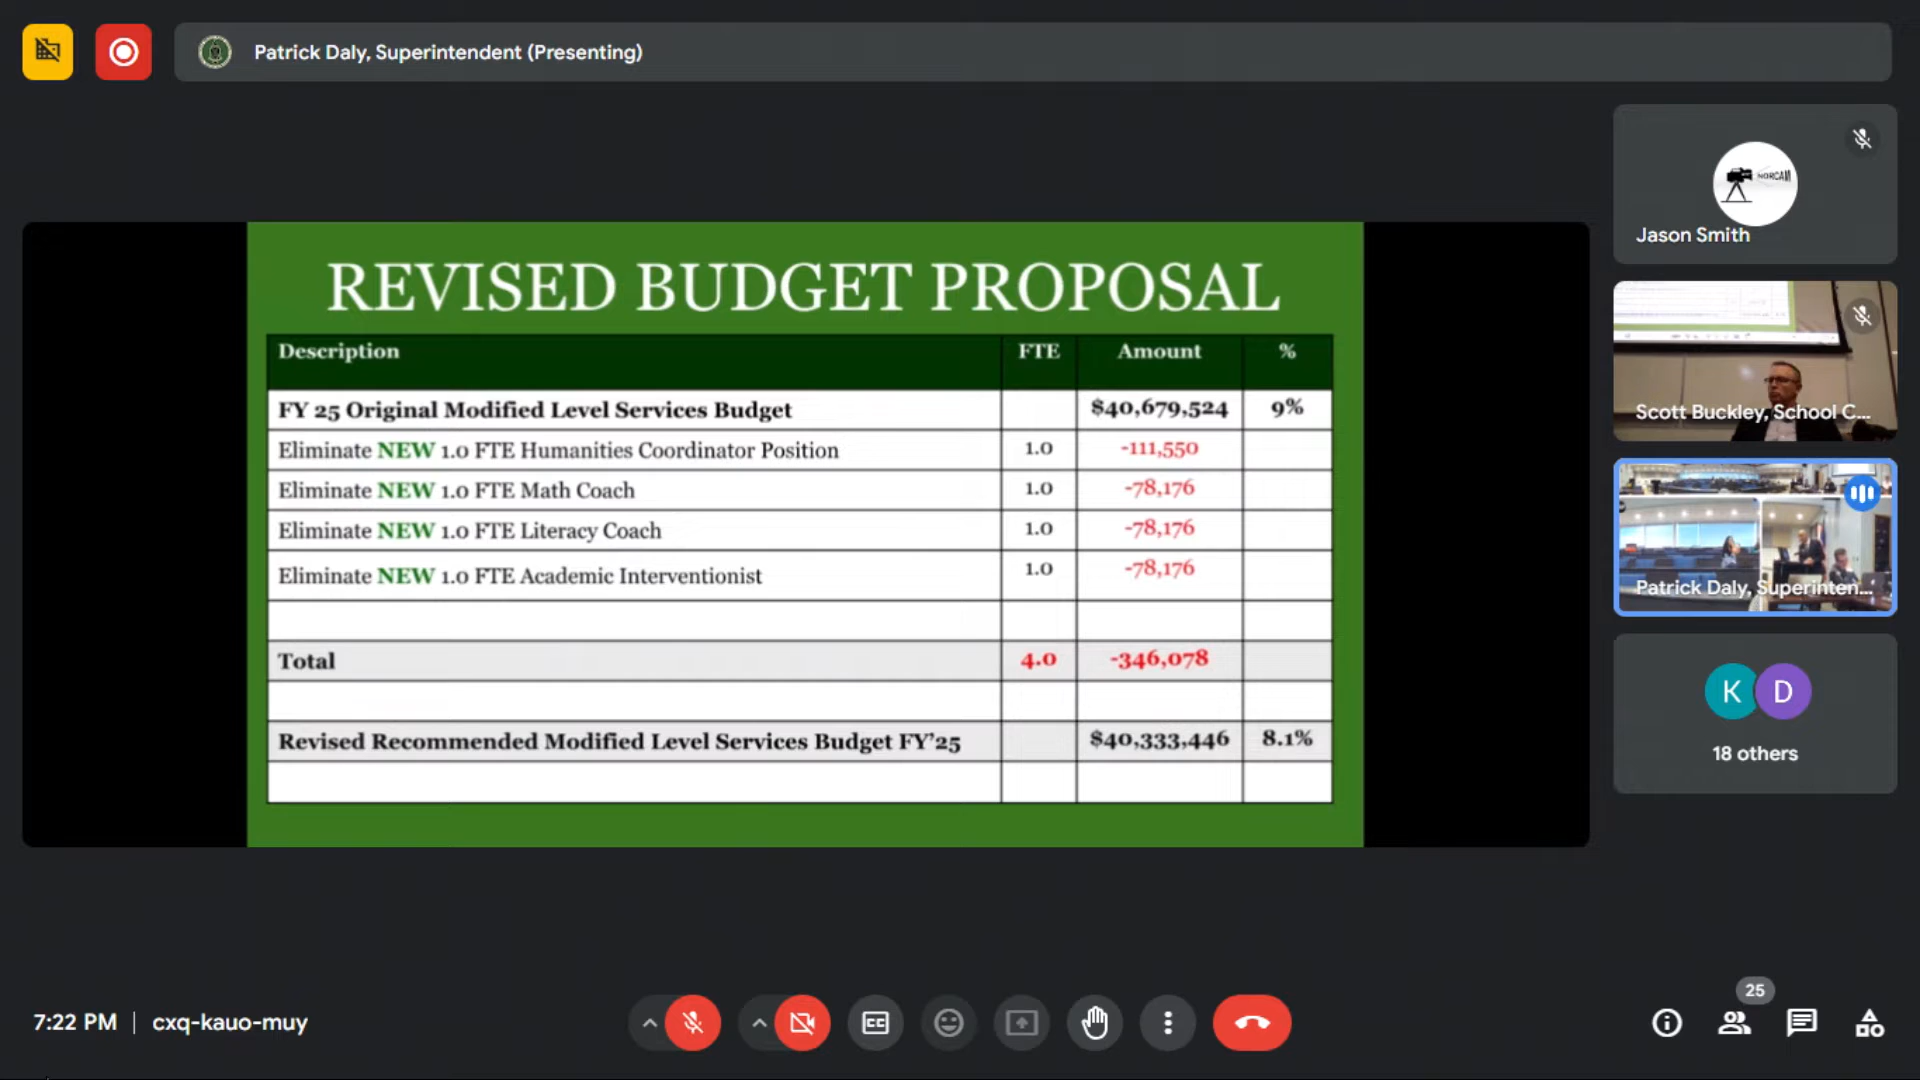 Patrick Daly, Superintendent (Presenting)
REVISED BUDGET PROPOSAL
Description FTE Amount %
FY 25 Original Modified Level Services Budget $40,679,524 9%
Eliminate NEW 1.0 FTE Humanities Coordinator Position 1.0 -111,550
Eliminate NEW 1.0 FTE Math Coach 1.0 -78,176
Eliminate NEW 1.0 FTE Literacy Coach 1.0 -78,176
Eliminate NEW 1.0 FTE Academic Interventionist 1.0 -78,176
Total 4.0 -346,078
Revised Recommended Modified Level Services Budget FY'25 $40,333,446 8.1%
NORCAM
Jason Smith
Scott Buckley, School C...
Patrick Daly, Superinten...
K D
18 others
7:22 PM | cxq-kauo-muy
CC
25